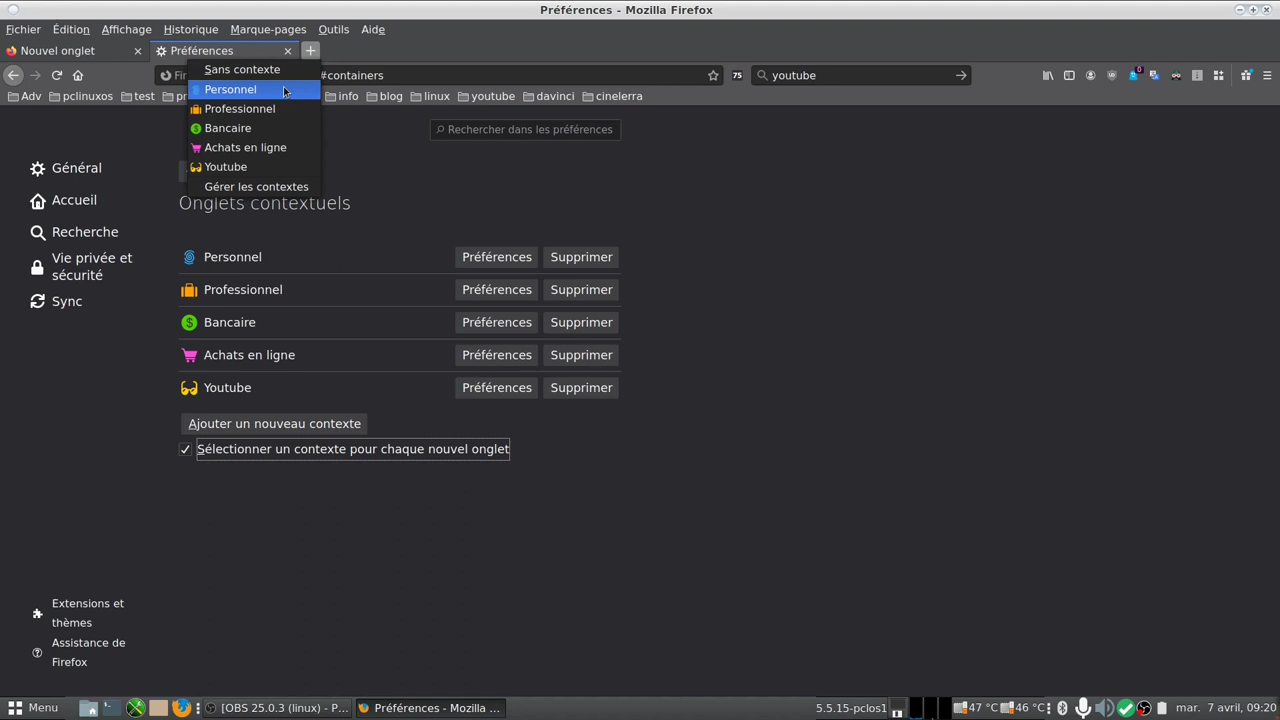 Préférences - Mozilla Firefox
Fichier Édition Affichage Historique Marque-pages Outils Aide
Nouvel onglet Préférences
#containers 75 youtube 0
Adv pclinuxos test info blog linux youtube davinci cinelerra
Sans contexte
Personnel
Professionnel
Bancaire
Achats en ligne
Youtube
Gérer les contextes
Rechercher dans les préférences
Général
Accueil
Recherche
Vie privée et
sécurité
Sync
Onglets contextuels
Personnel Préférences Supprimer
Professionnel Préférences Supprimer
Bancaire Préférences Supprimer
Achats en ligne Préférences Supprimer
Youtube Préférences Supprimer
Ajouter un nouveau contexte
Sélectionner un contexte pour chaque nouvel onglet
Extensions et
thèmes
Assistance de
Firefox
Menu [OBS 25.0.3 (linux) - P... Préférences - Mozilla ... 5.5.15-pclos1 47 °C 46 °C mar. 7 avril, 09:20